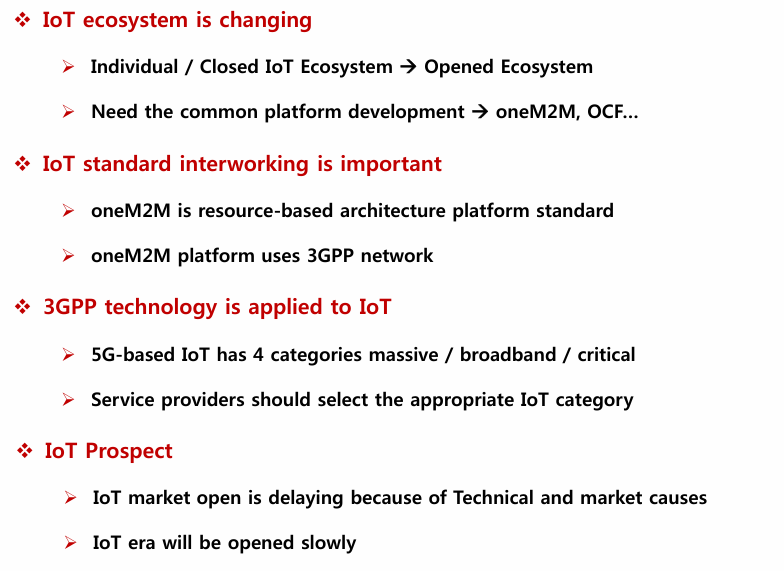 ❖ IoT ecosystem is changing
➢ Individual / Closed IoT Ecosystem → Opened Ecosystem
➢ Need the common platform development → oneM2M, OCF...
❖ IoT standard interworking is important
➢ oneM2M is resource-based architecture platform standard
➢ oneM2M platform uses 3GPP network
❖ 3GPP technology is applied to IoT
➢ 5G-based IoT has 4 categories massive / broadband / critical
➢ Service providers should select the appropriate IoT category
❖ IoT Prospect
➢ IoT market open is delaying because of Technical and market causes
➢ IoT era will be opened slowly